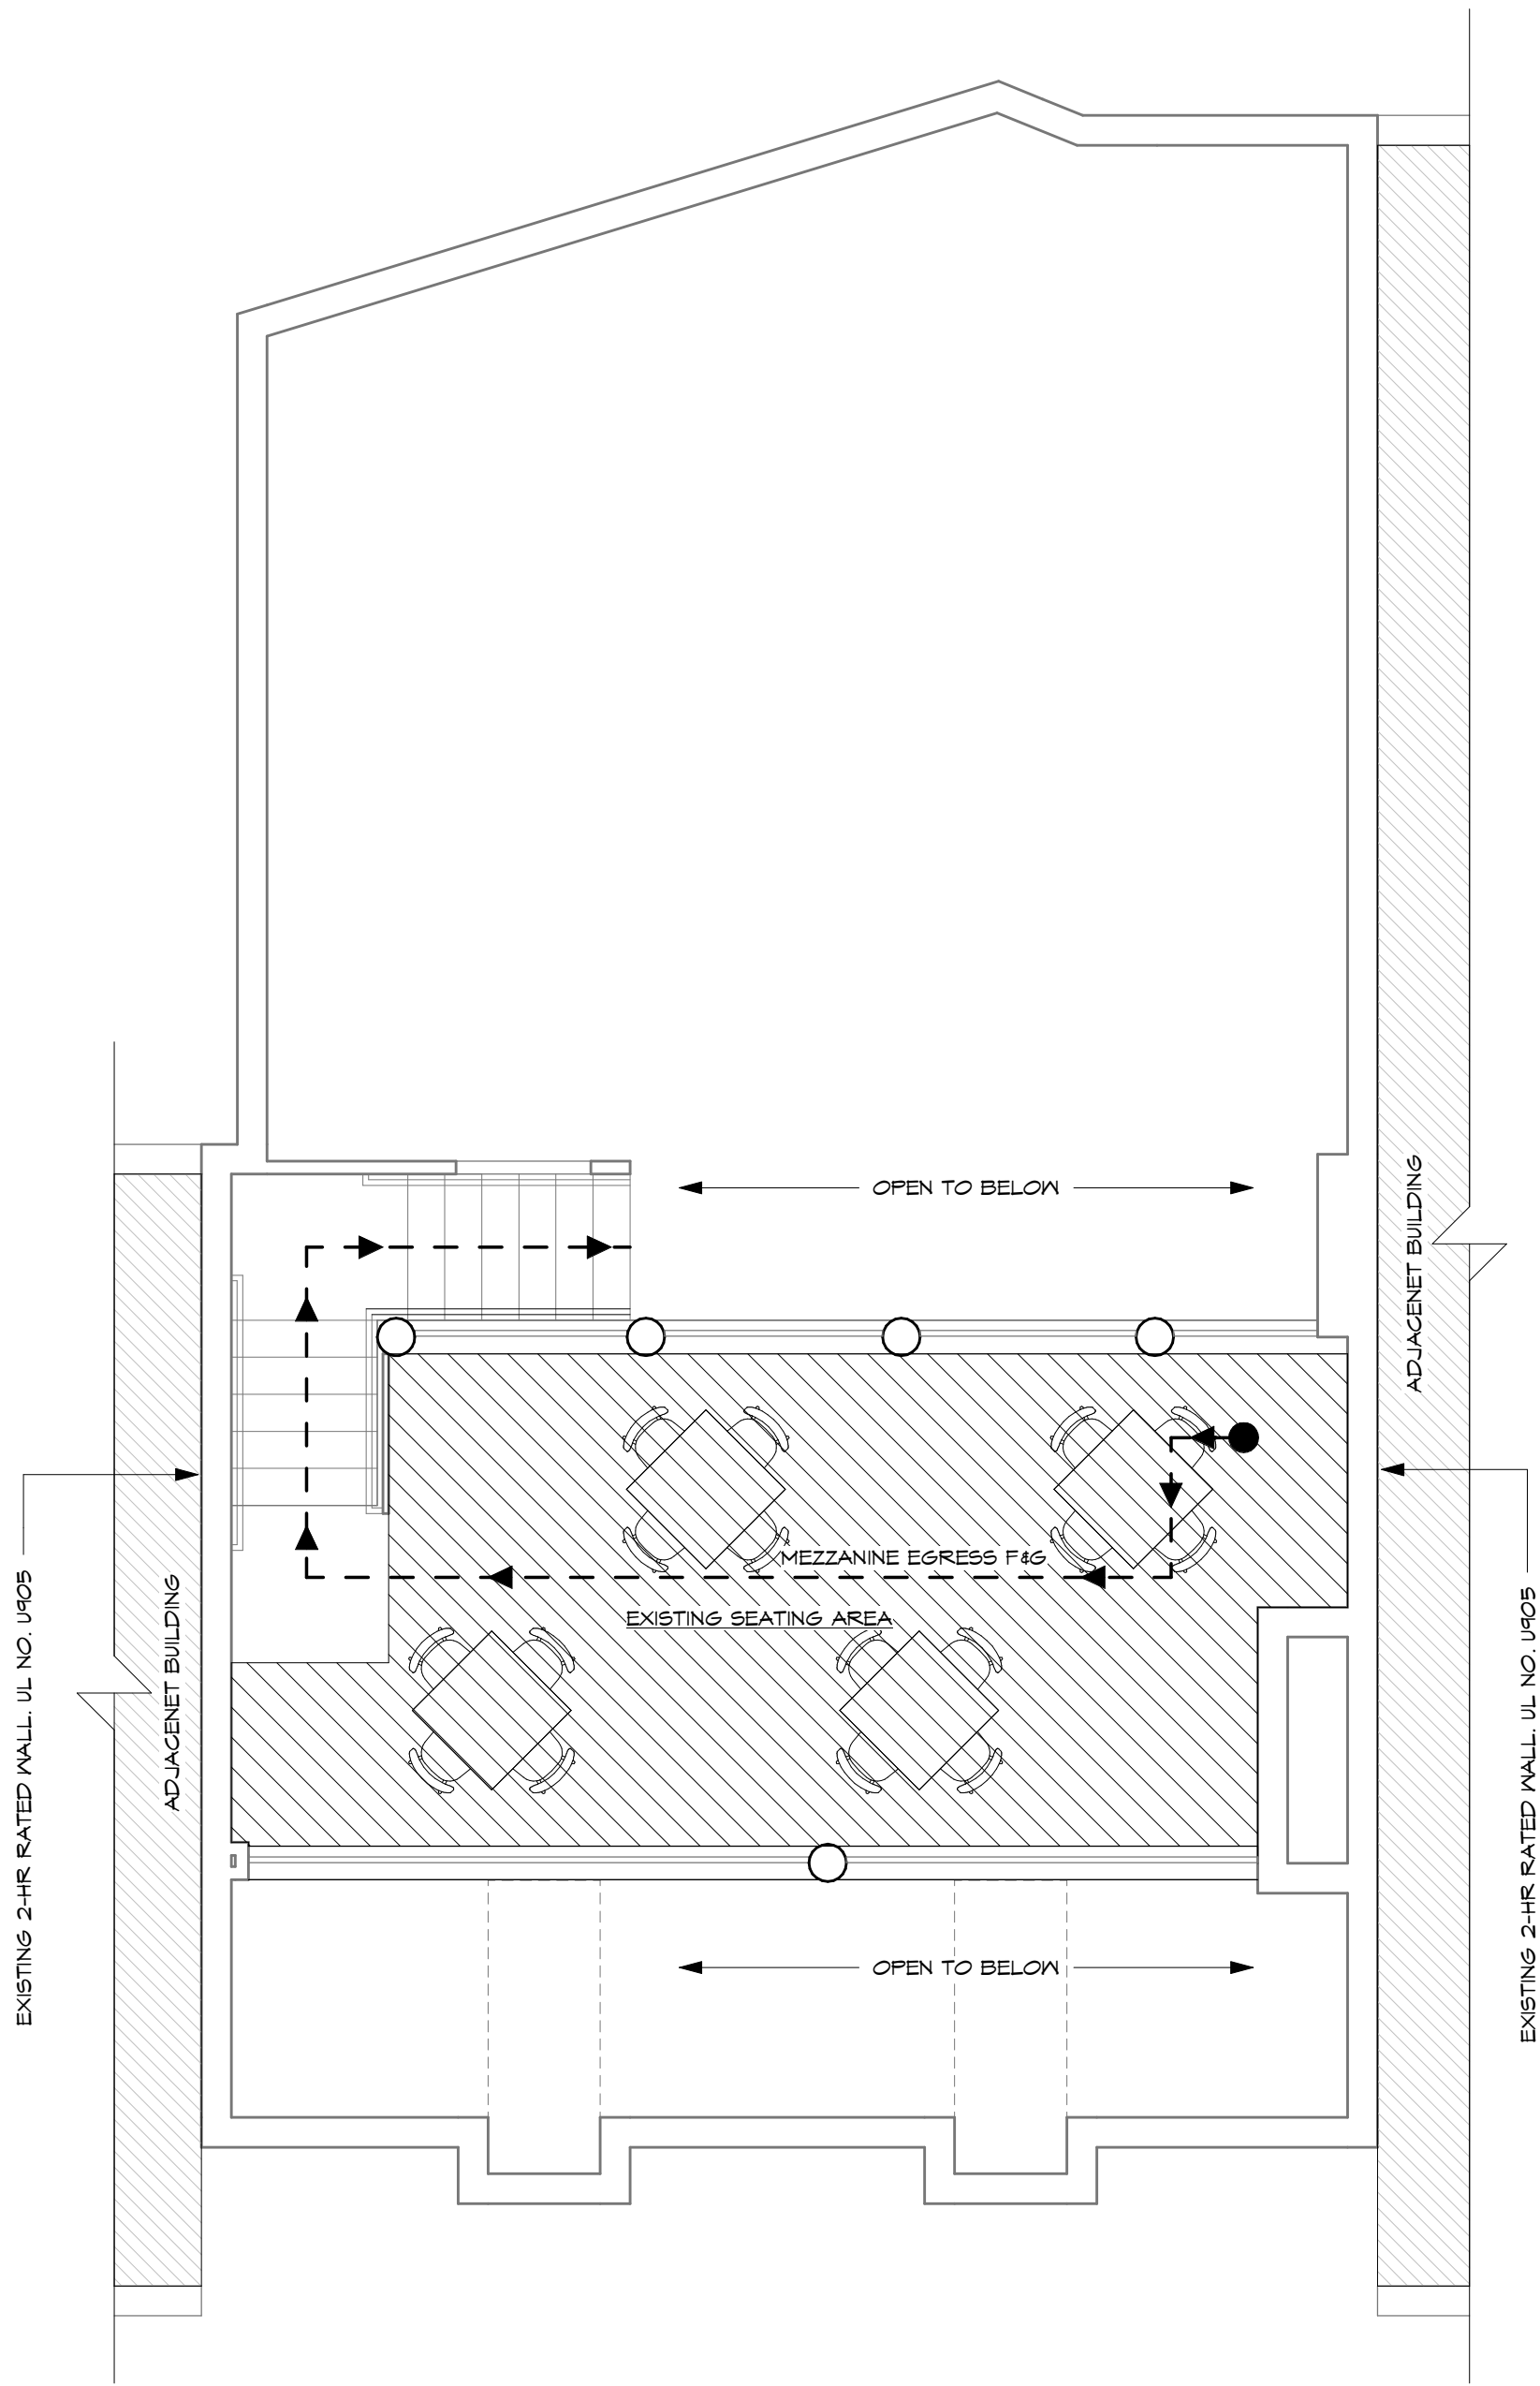 OPEN TO BELOW
ADJACENET BUILDING
MEZZANINE EGRESS F&G
EXISTING SEATING AREA
EXISTING 2-HR RATED WALL. UL NO. U905
ADJACENET BUILDING
EXISTING 2-HR RATED WALL. UL NO. U905
OPEN TO BELOW